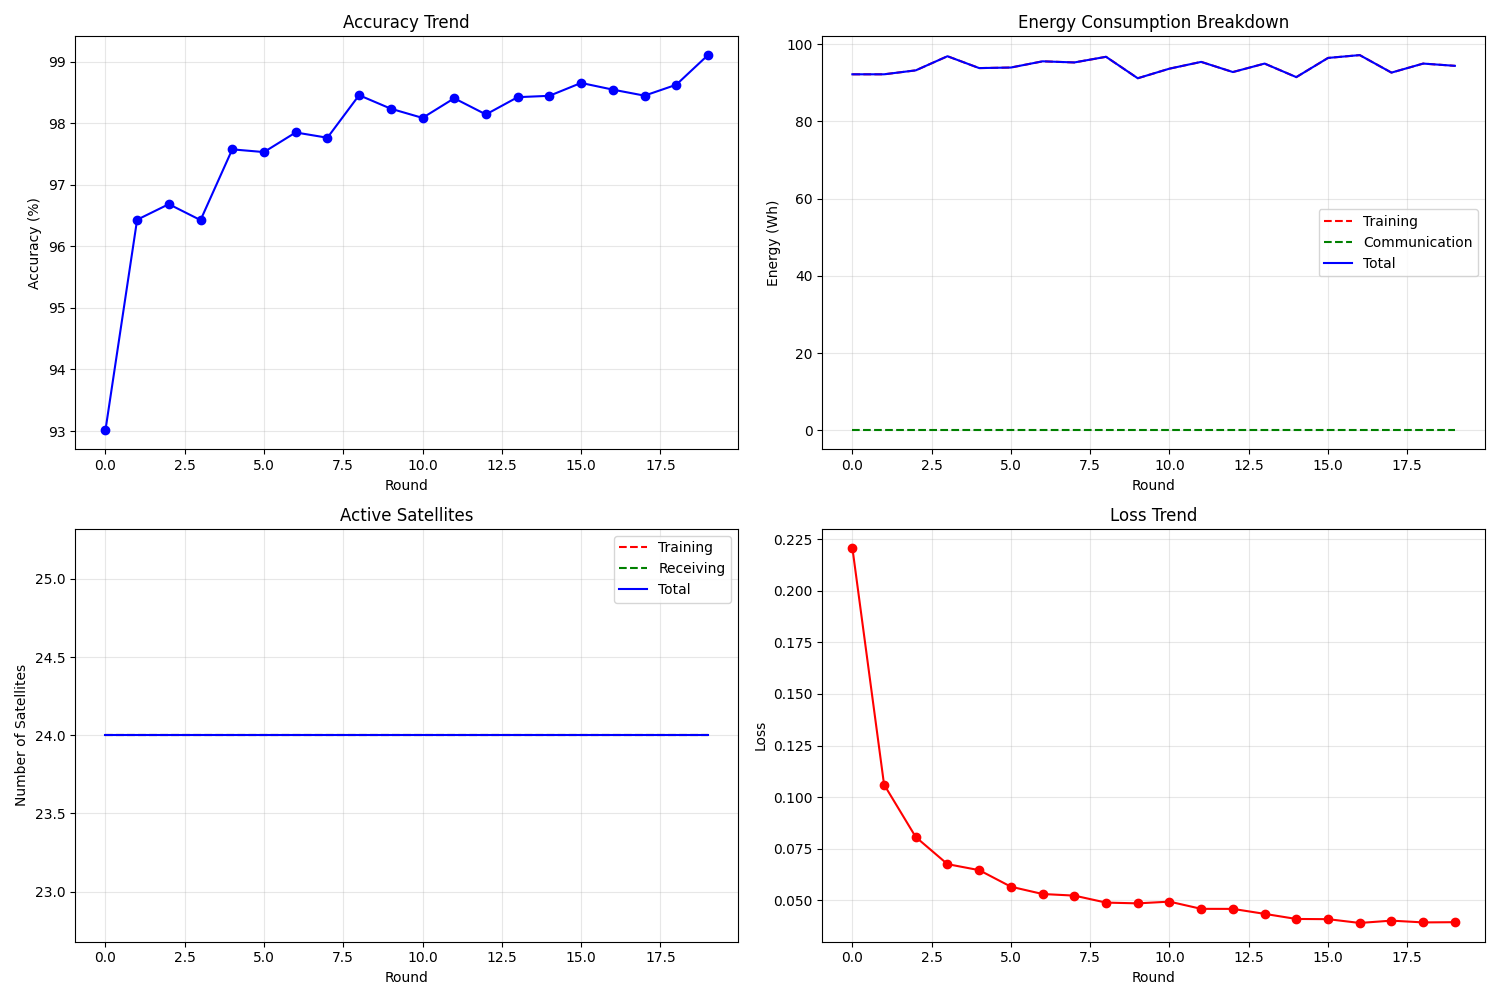 Accuracy Trend
Accuracy (%)
99
98
97
96
95
94
93
0.0 2.5 5.0 7.5 10.0 12.5 15.0 17.5
Round
Energy Consumption Breakdown
Energy (Wh)
100
80
60
40
20
0
Training
Communication
Total
0.0 2.5 5.0 7.5 10.0 12.5 15.0 17.5
Round
Active Satellites
Number of Satellites
25.0
24.5
24.0
23.5
23.0
Training
Receiving
Total
0.0 2.5 5.0 7.5 10.0 12.5 15.0 17.5
Round
Loss Trend
Loss
0.225
0.200
0.175
0.150
0.125
0.100
0.075
0.050
0.0 2.5 5.0 7.5 10.0 12.5 15.0 17.5
Round